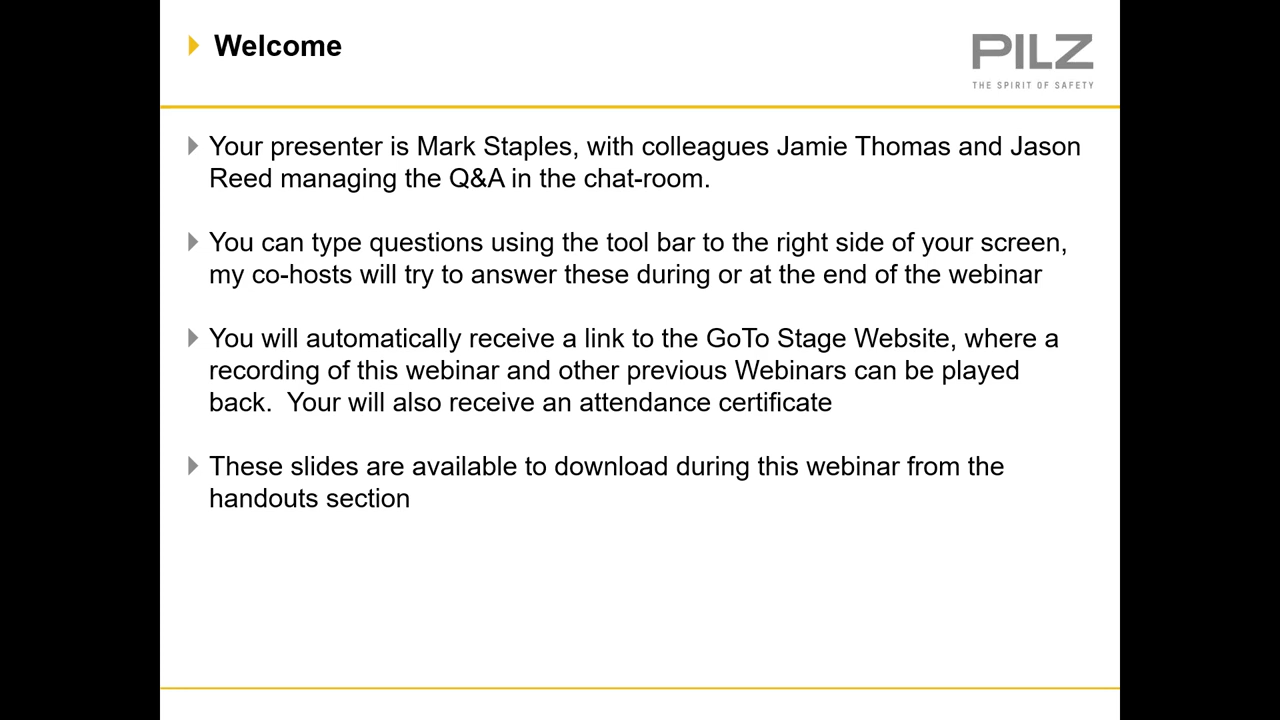 Welcome
PILZ
THE SPIRIT OF SAFETY
Your presenter is Mark Staples, with colleagues Jamie Thomas and Jason
Reed managing the Q&A in the chat-room.
You can type questions using the tool bar to the right side of your screen,
my co-hosts will try to answer these during or at the end of the webinar
You will automatically receive a link to the GoTo Stage Website, where a
recording of this webinar and other previous Webinars can be played
back.  Your will also receive an attendance certificate
These slides are available to download during this webinar from the
handouts section